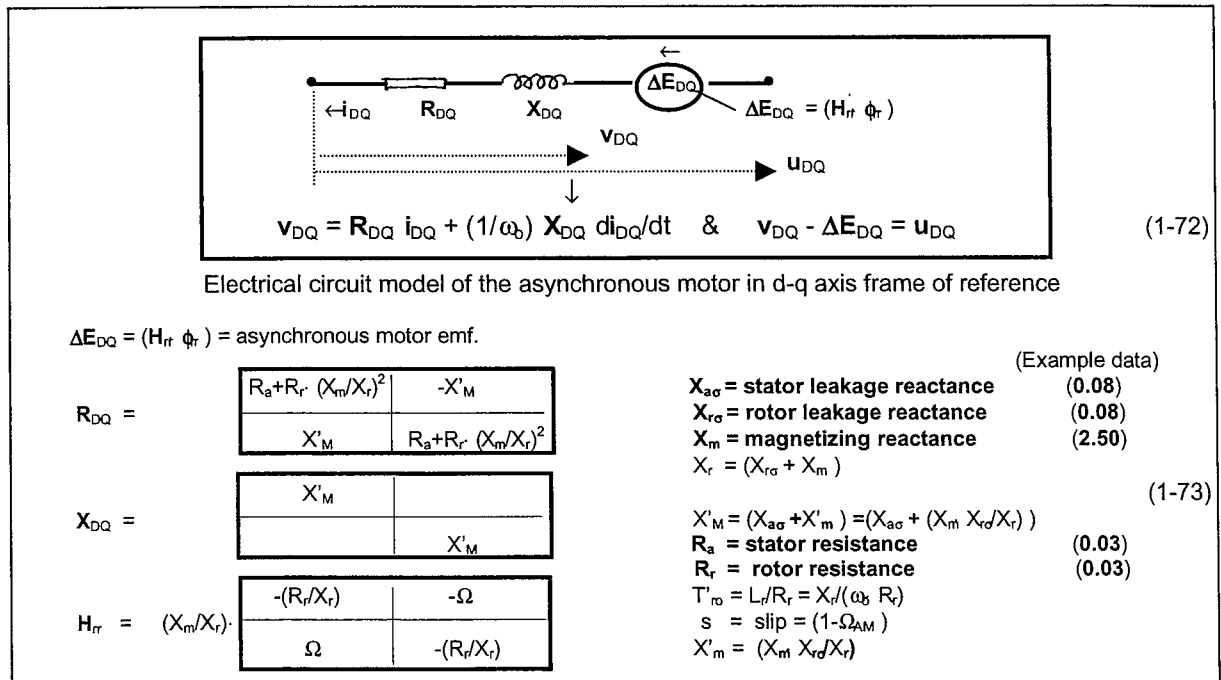 ←
ΔE_DQ
←i_DQ R_DQ X_DQ ΔE_DQ = (H_rr ϕ_r )
v_DQ
u_DQ
↓
v_DQ = R_DQ i_DQ + (1/ω_b) X_DQ di_DQ/dt & v_DQ - ΔE_DQ = u_DQ (1-72)
Electrical circuit model of the asynchronous motor in d-q axis frame of reference
ΔE_DQ = (H_rr ϕ_r ) = asynchronous motor emf.
(Example data)
R_a+R_r· (X_m/X_r)² -X'_M
R_DQ =
X'_M R_a+R_r· (X_m/X_r)²
X'_M
X_DQ =
X'_M
-(R_r/X_r) -Ω
H_rr = (X_m/X_r)·
Ω -(R_r/X_r)
X_aσ = stator leakage reactance (0.08)
X_rσ = rotor leakage reactance (0.08)
X_m = magnetizing reactance (2.50)
X_r = (X_rσ + X_m )
(1-73)
X'_M = (X_aσ +X'_m ) =(X_aσ + (X_m X_rσ/X_r) )
R_a = stator resistance (0.03)
R_r = rotor resistance (0.03)
T'_ro = L_r/R_r = X_r/(ω_b R_r)
s = slip = (1-Ω_AM )
X'_m = (X_m X_rσ/X_r)